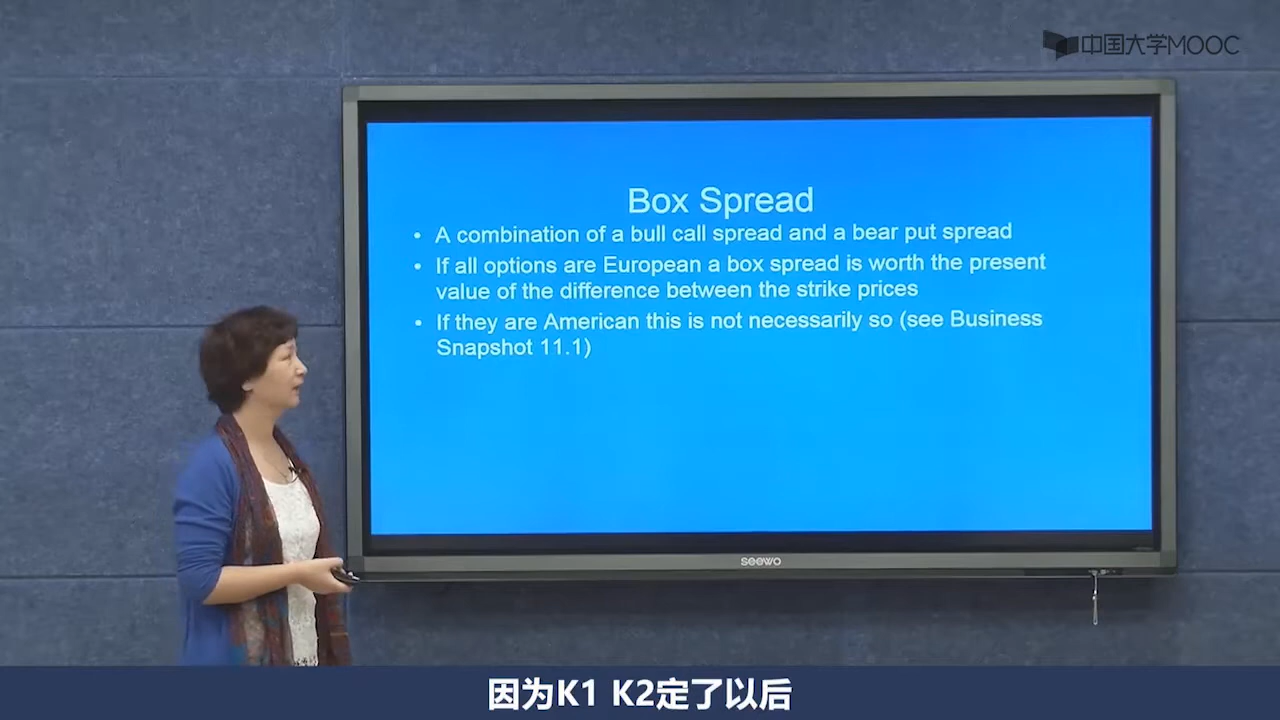 中国大学MOOC
Box Spread
• A combination of a bull call spread and a bear put spread
• If all options are European a box spread is worth the present
value of the difference between the strike prices
• If they are American this is not necessarily so (see Business
Snapshot 11.1)
seewo
因为K1 K2定了以后